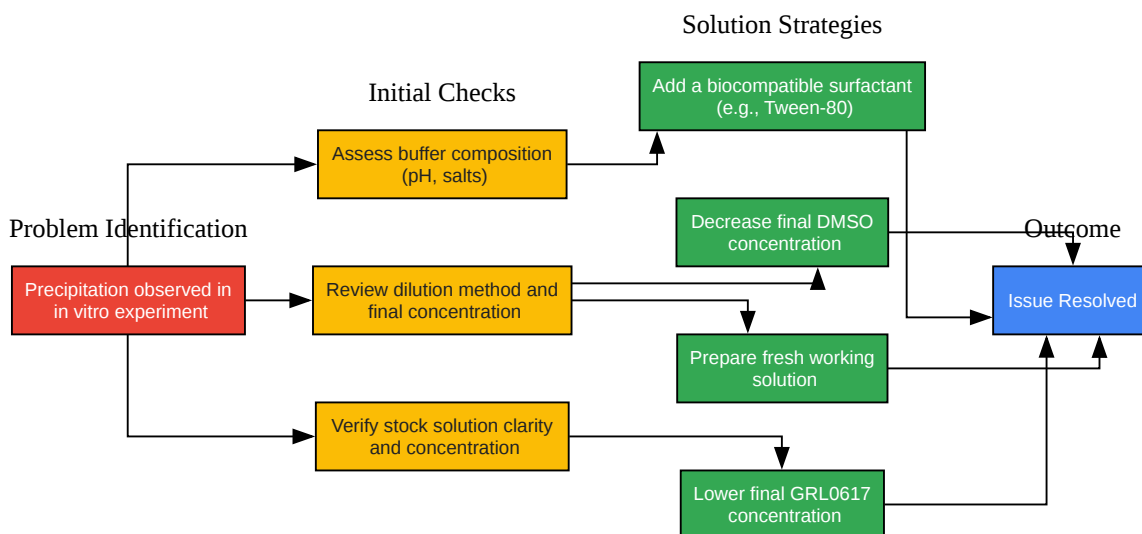 Solution Strategies
Initial Checks
Add a biocompatible surfactant
(e.g., Tween-80)
Assess buffer composition
(pH, salts)
Problem Identification
Decrease final DMSO
concentration
Outcome
Precipitation observed in
in vitro experiment
Review dilution method and
final concentration
Issue Resolved
Prepare fresh working
solution
Verify stock solution clarity
and concentration
Lower final GRL0617
concentration